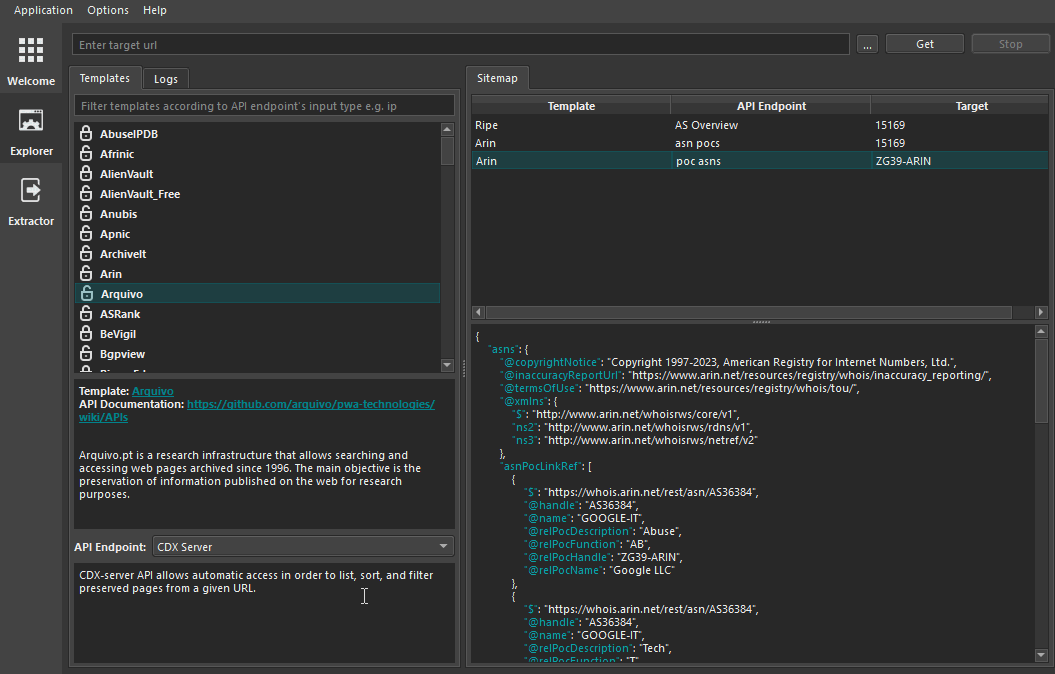 Application Options Help
Welcome
Explorer
Extractor
Enter target url
... Get Stop
Templates Logs
Filter templates according to API endpoint's input type e.g. ip
AbuseIPDB
Afrinic
AlienVault
AlienVault_Free
Anubis
Apnic
ArchiveIt
Arin
Arquivo
ASRank
BeVigil
Bgpview
Template: Arquivo
API Documentation: https://github.com/arquivo/pwa-technologies/
wiki/APIs
Arquivo.pt is a research infrastructure that allows searching and
accessing web pages archived since 1996. The main objective is the
preservation of information published on the web for research
purposes.
API Endpoint: CDX Server
CDX-server API allows automatic access in order to list, sort, and filter
preserved pages from a given URL.
Sitemap
Template API Endpoint Target
Ripe AS Overview 15169
Arin asn pocs 15169
Arin poc asns ZG39-ARIN
{
"asns": {
"@copyrightNotice": "Copyright 1997-2023, American Registry for Internet Numbers, Ltd.",
"@inaccuracyReportUrl": "https://www.arin.net/resources/registry/whois/inaccuracy_reporting/",
"@termsOfUse": "https://www.arin.net/resources/registry/whois/tou/",
"@xmlns": {
"$": "http://www.arin.net/whoisrws/core/v1",
"ns2": "http://www.arin.net/whoisrws/rdns/v1",
"ns3": "http://www.arin.net/whoisrws/netref/v2"
},
"asnPocLinkRef": [
{
"$": "https://whois.arin.net/rest/asn/AS36384",
"@handle": "AS36384",
"@name": "GOOGLE-IT",
"@relPocDescription": "Abuse",
"@relPocFunction": "AB",
"@relPocHandle": "ZG39-ARIN",
"@relPocName": "Google LLC"
},
{
"$": "https://whois.arin.net/rest/asn/AS36384",
"@handle": "AS36384",
"@name": "GOOGLE-IT",
"@relPocDescription": "Tech",
"@relPocFunction": "T"